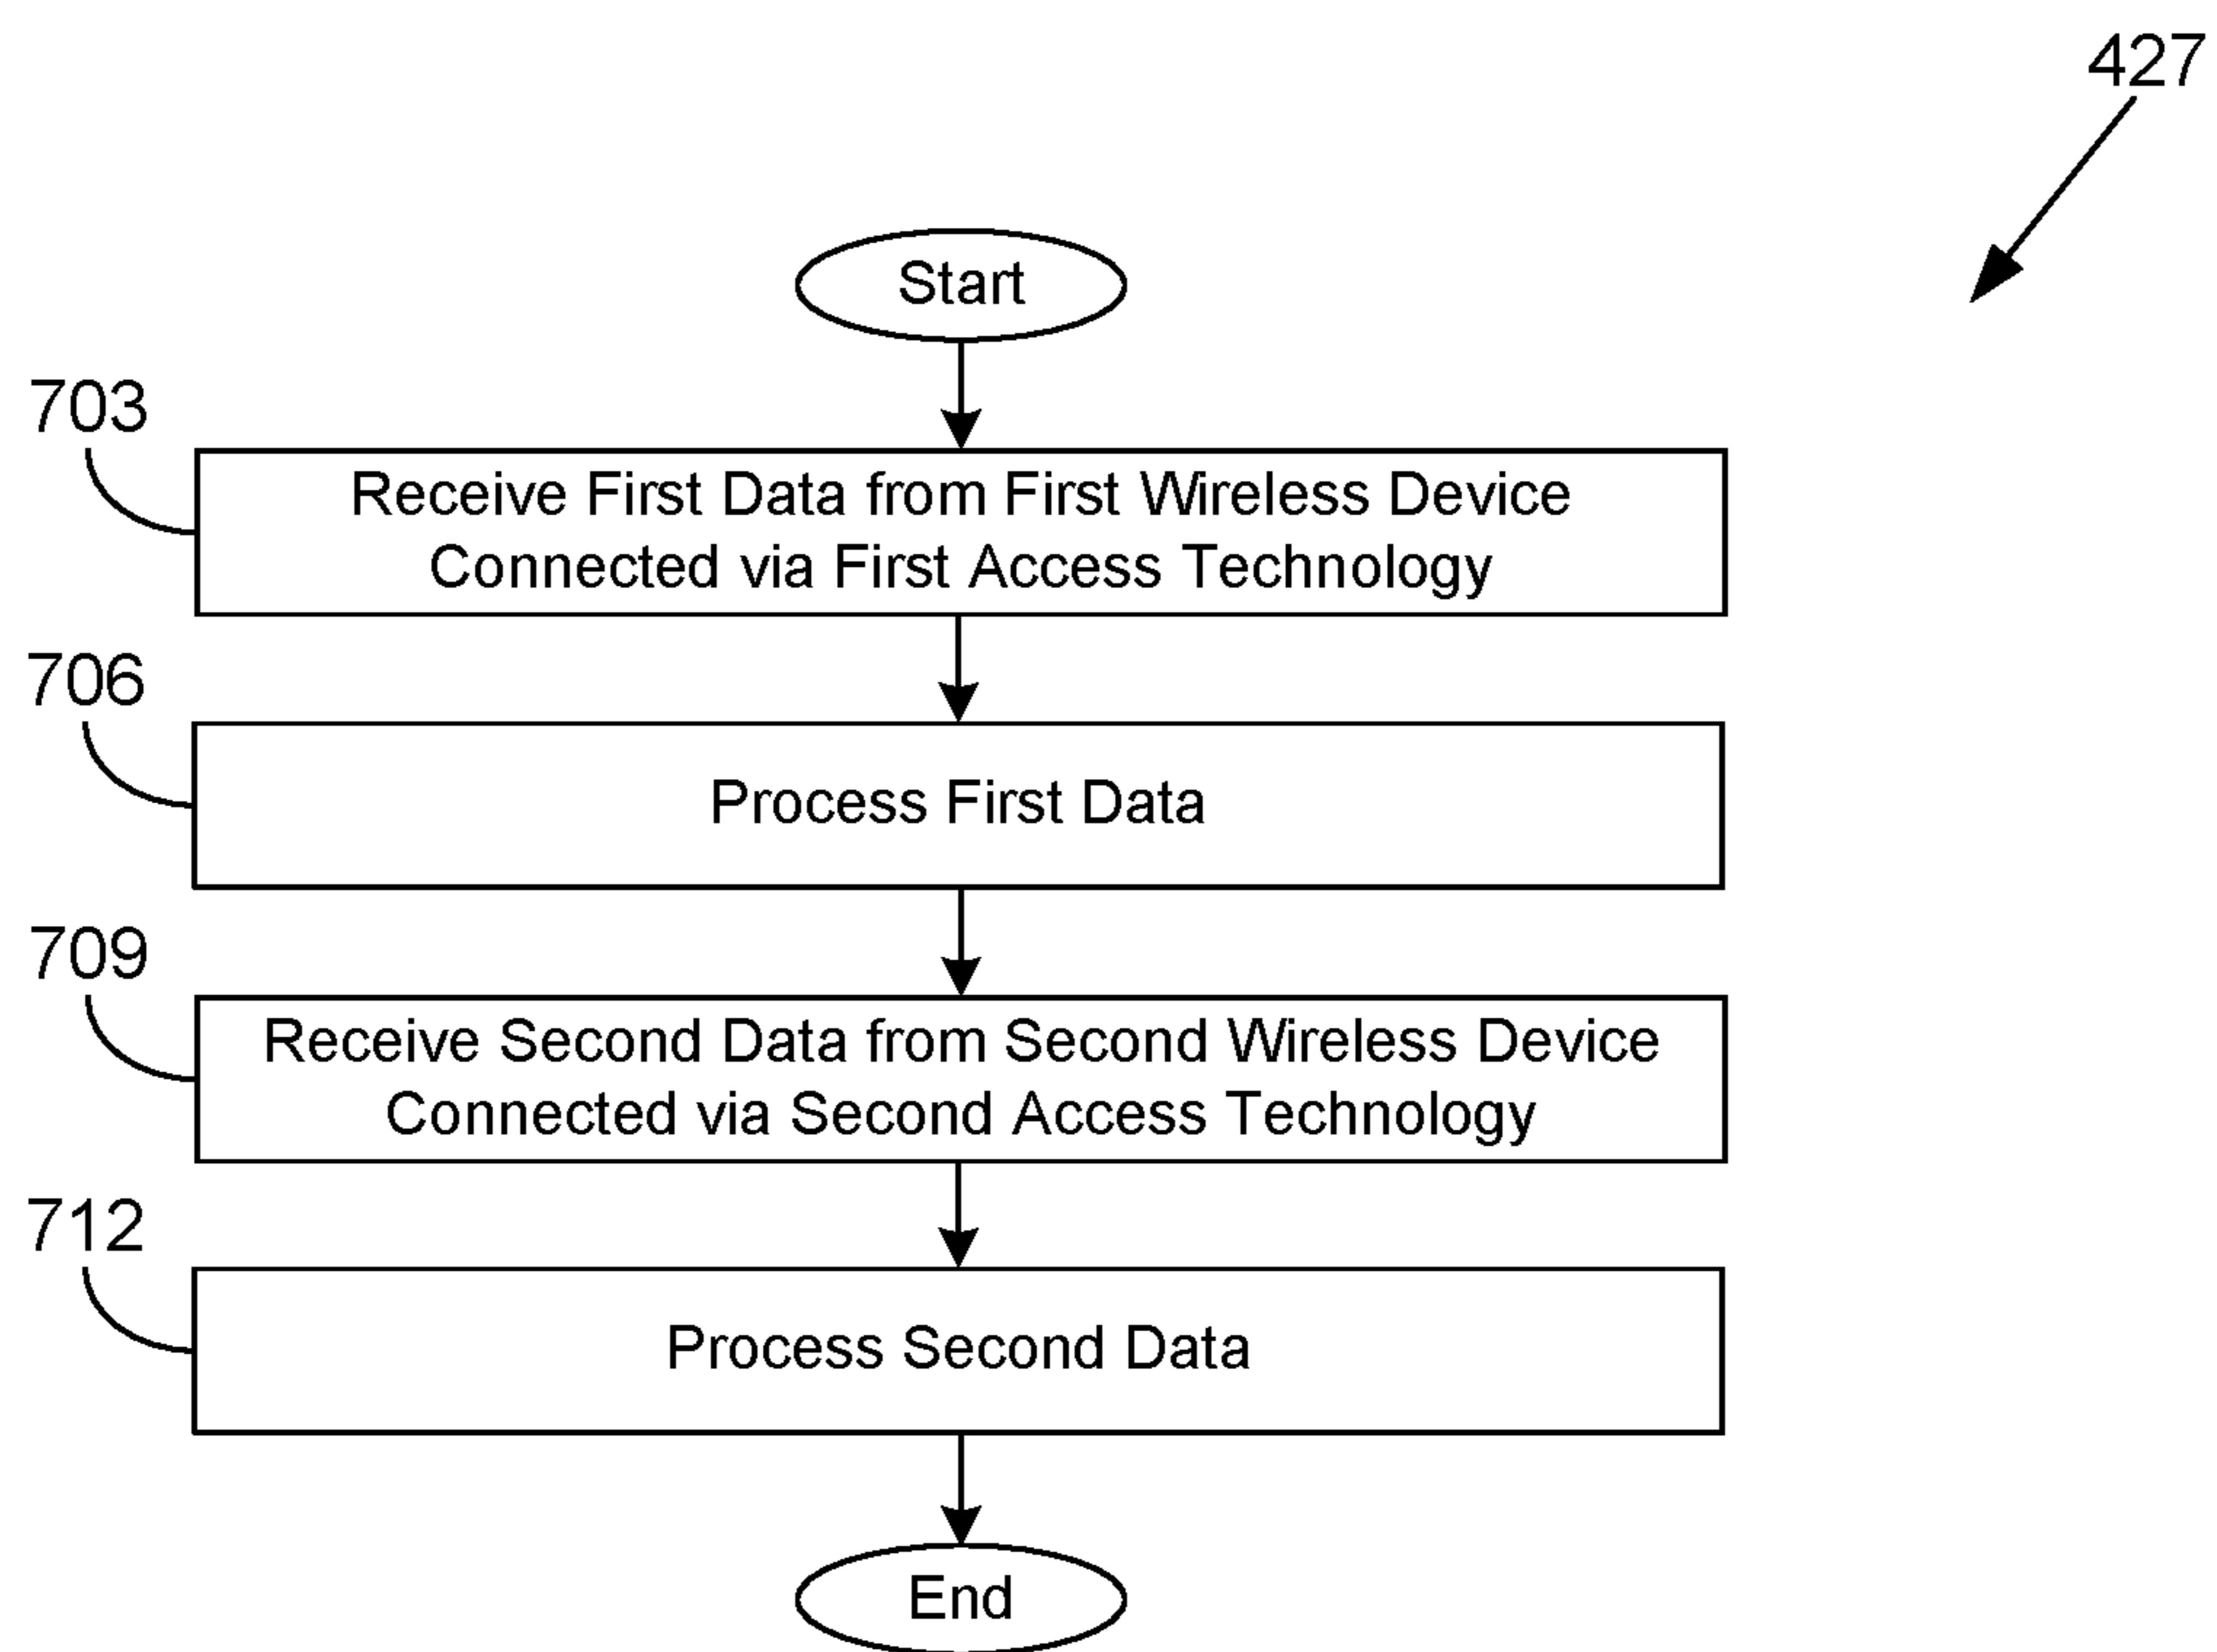 427
Start
703
Receive First Data from First Wireless Device
Connected via First Access Technology
706
Process First Data
709
Receive Second Data from Second Wireless Device
Connected via Second Access Technology
712
Process Second Data
End